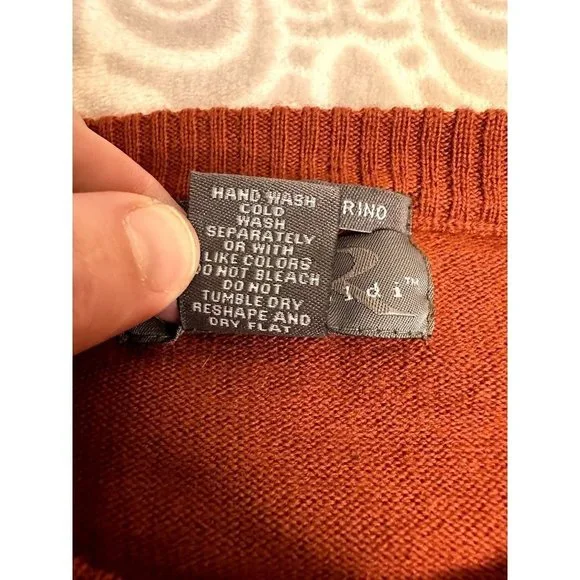 HAND WASH
COLD
WASH
SEPARATELY
OR WITH
LIKE COLORS
DO NOT BLEACH
DO NOT
TUMBLE DRY
RESHAPE AND
DRY FLAT
RINO
idi™